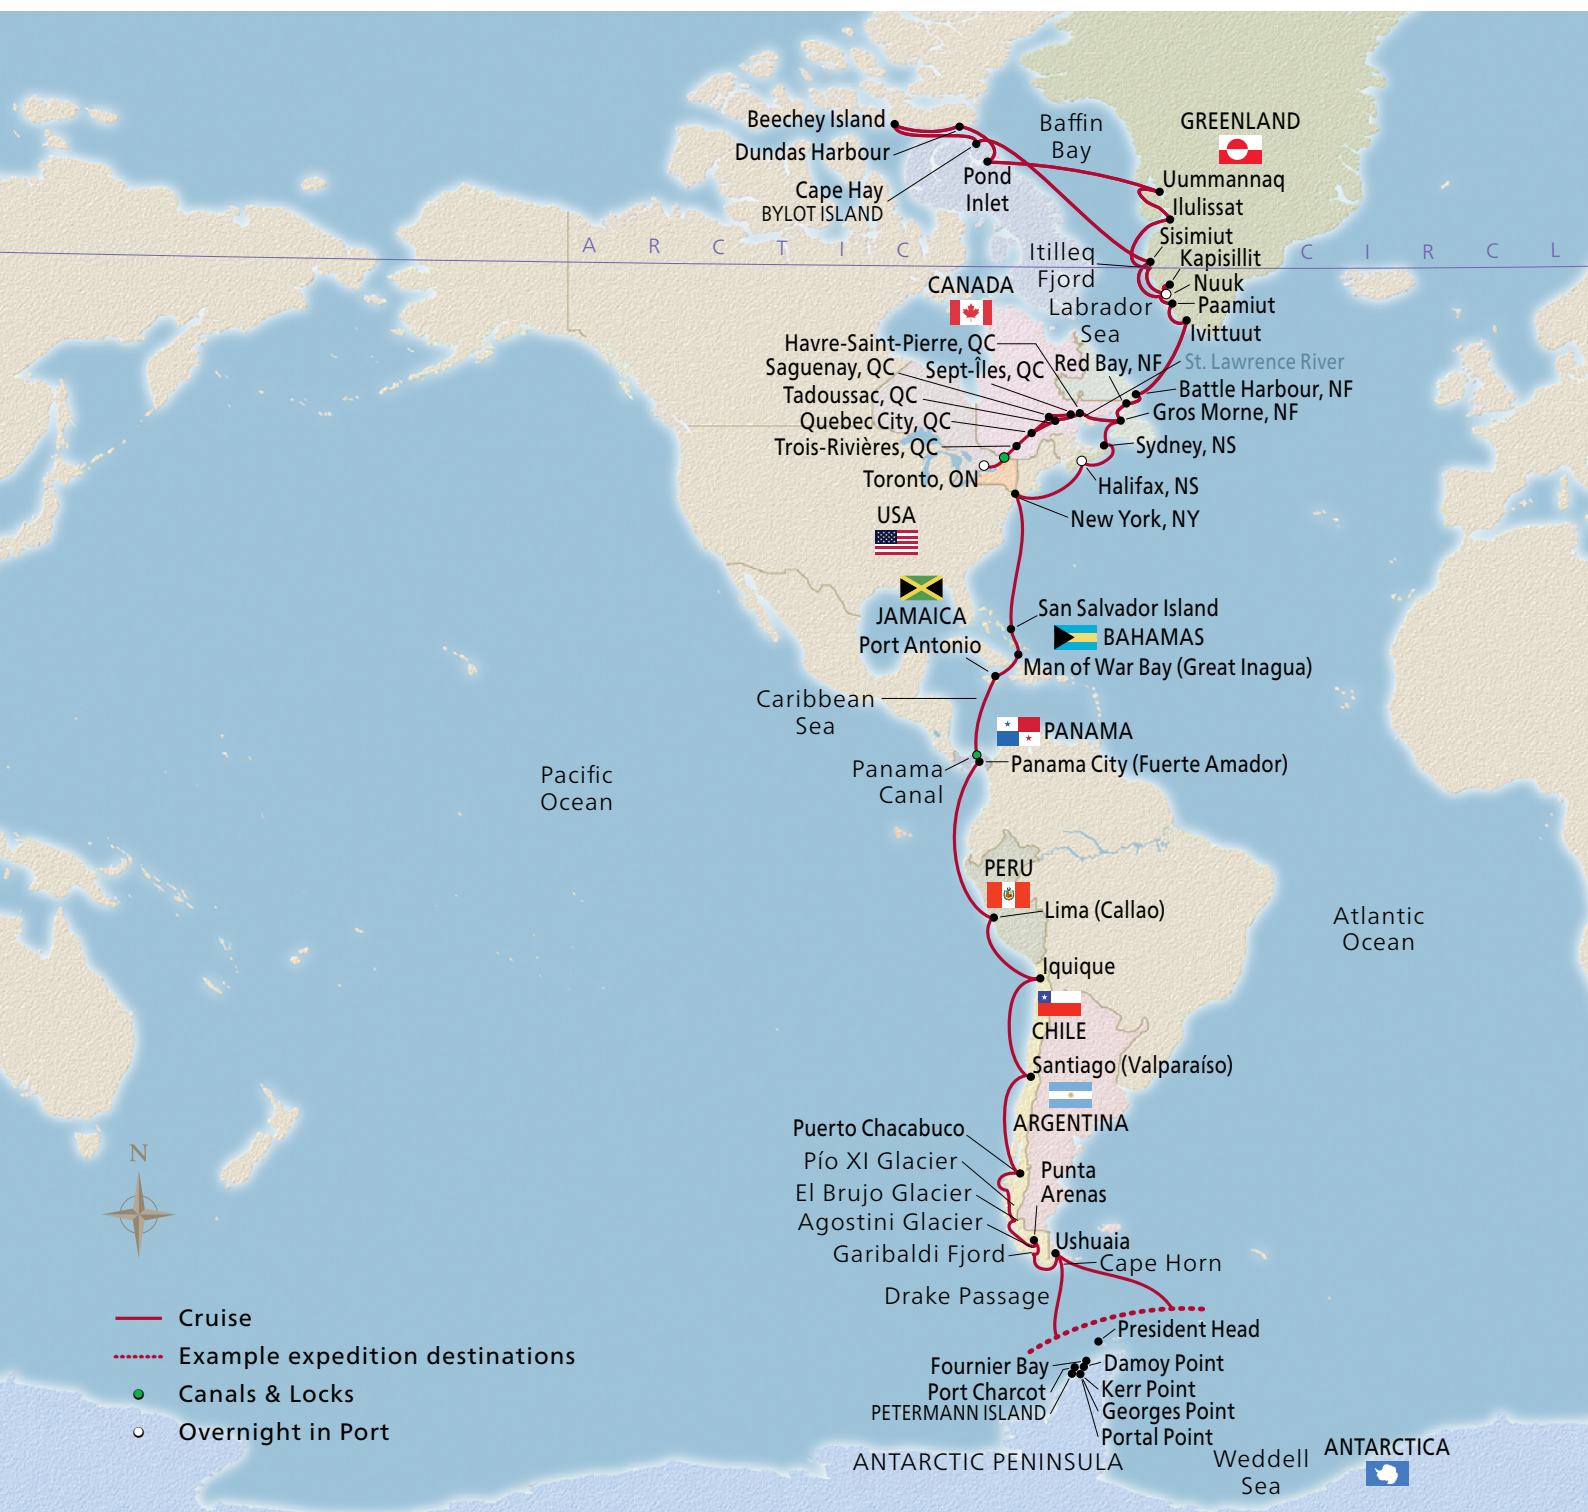 Beechey Island
Dundas Harbour
Cape Hay
BYLOT ISLAND
Pond
Inlet
Baffin
Bay
GREENLAND
Uummannaq
Ilulissat
Sisimiut
A R C T I C C I R C L
Itilleq
Fjord
Kapisillit
Nuuk
Paamiut
Ivittuut
CANADA
Labrador
Sea
Havre-Saint-Pierre, QC
Saguenay, QC
Sept-Îles, QC
Red Bay, NF
St. Lawrence River
Tadoussac, QC
Battle Harbour, NF
Quebec City, QC
Gros Morne, NF
Trois-Rivières, QC
Sydney, NS
Toronto, ON
Halifax, NS
New York, NY
USA
JAMAICA
Port Antonio
San Salvador Island
BAHAMAS
Man of War Bay (Great Inagua)
Caribbean
Sea
PANAMA
Panama
Canal
Panama City (Fuerte Amador)
Pacific
Ocean
PERU
Lima (Callao)
Atlantic
Ocean
Iquique
CHILE
Santiago (Valparaíso)
ARGENTINA
Puerto Chacabuco
Pío XI Glacier
El Brujo Glacier
Agostini Glacier
Garibaldi Fjord
Punta
Arenas
Ushuaia
Cape Horn
Drake Passage
N
Cruise
Example expedition destinations
Canals & Locks
Overnight in Port
President Head
Fournier Bay
Damoy Point
Port Charcot
Kerr Point
PETERMANN ISLAND
Georges Point
Portal Point
ANTARCTIC PENINSULA
Weddell
Sea
ANTARCTICA